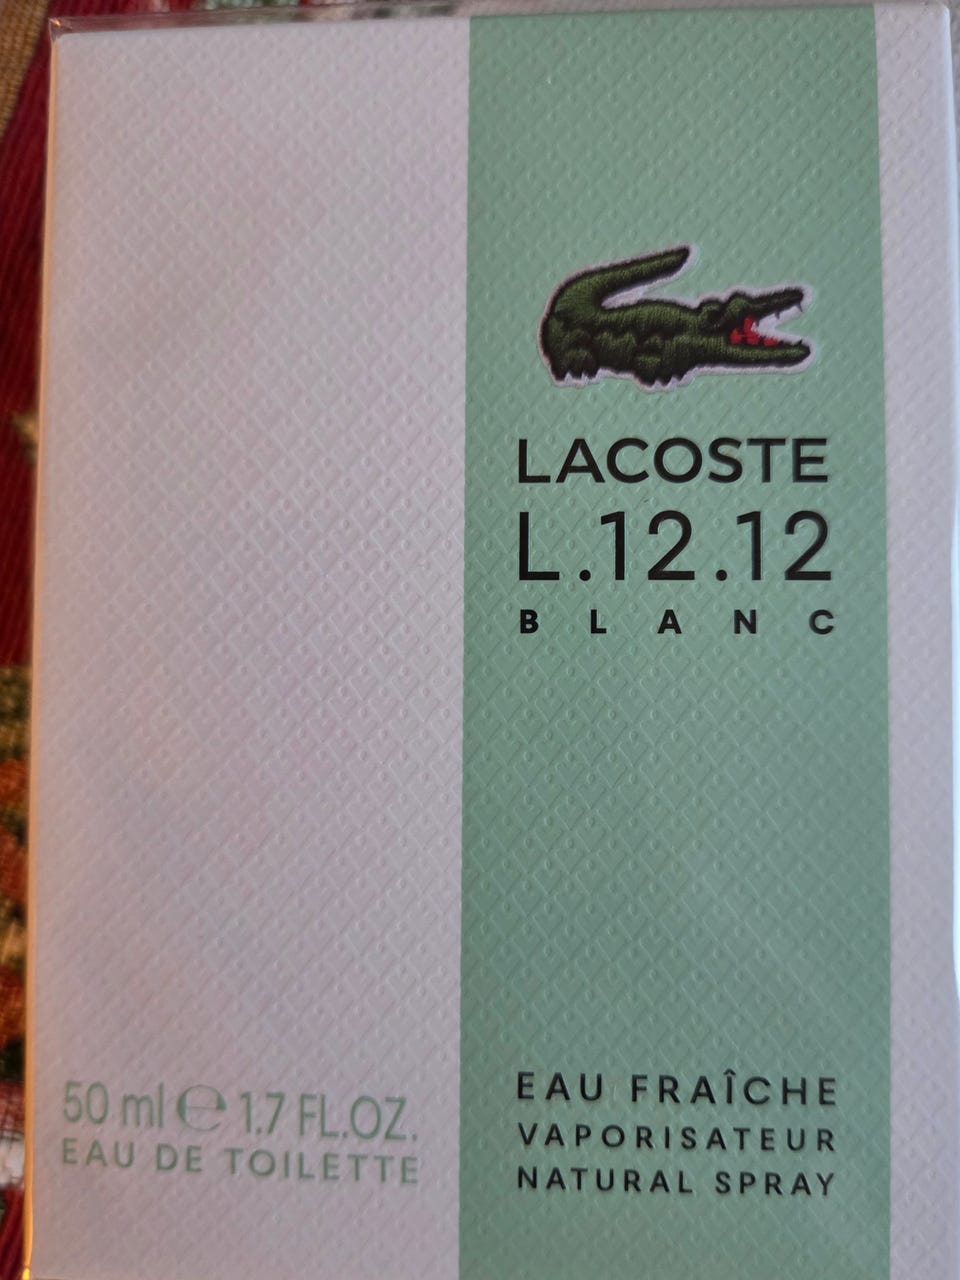 LACOSTE
L.12.12
BLANC
50 ml ℮ 1.7 FL.OZ.
EAU DE TOILETTE
EAU FRAÎCHE
VAPORISATEUR
NATURAL SPRAY